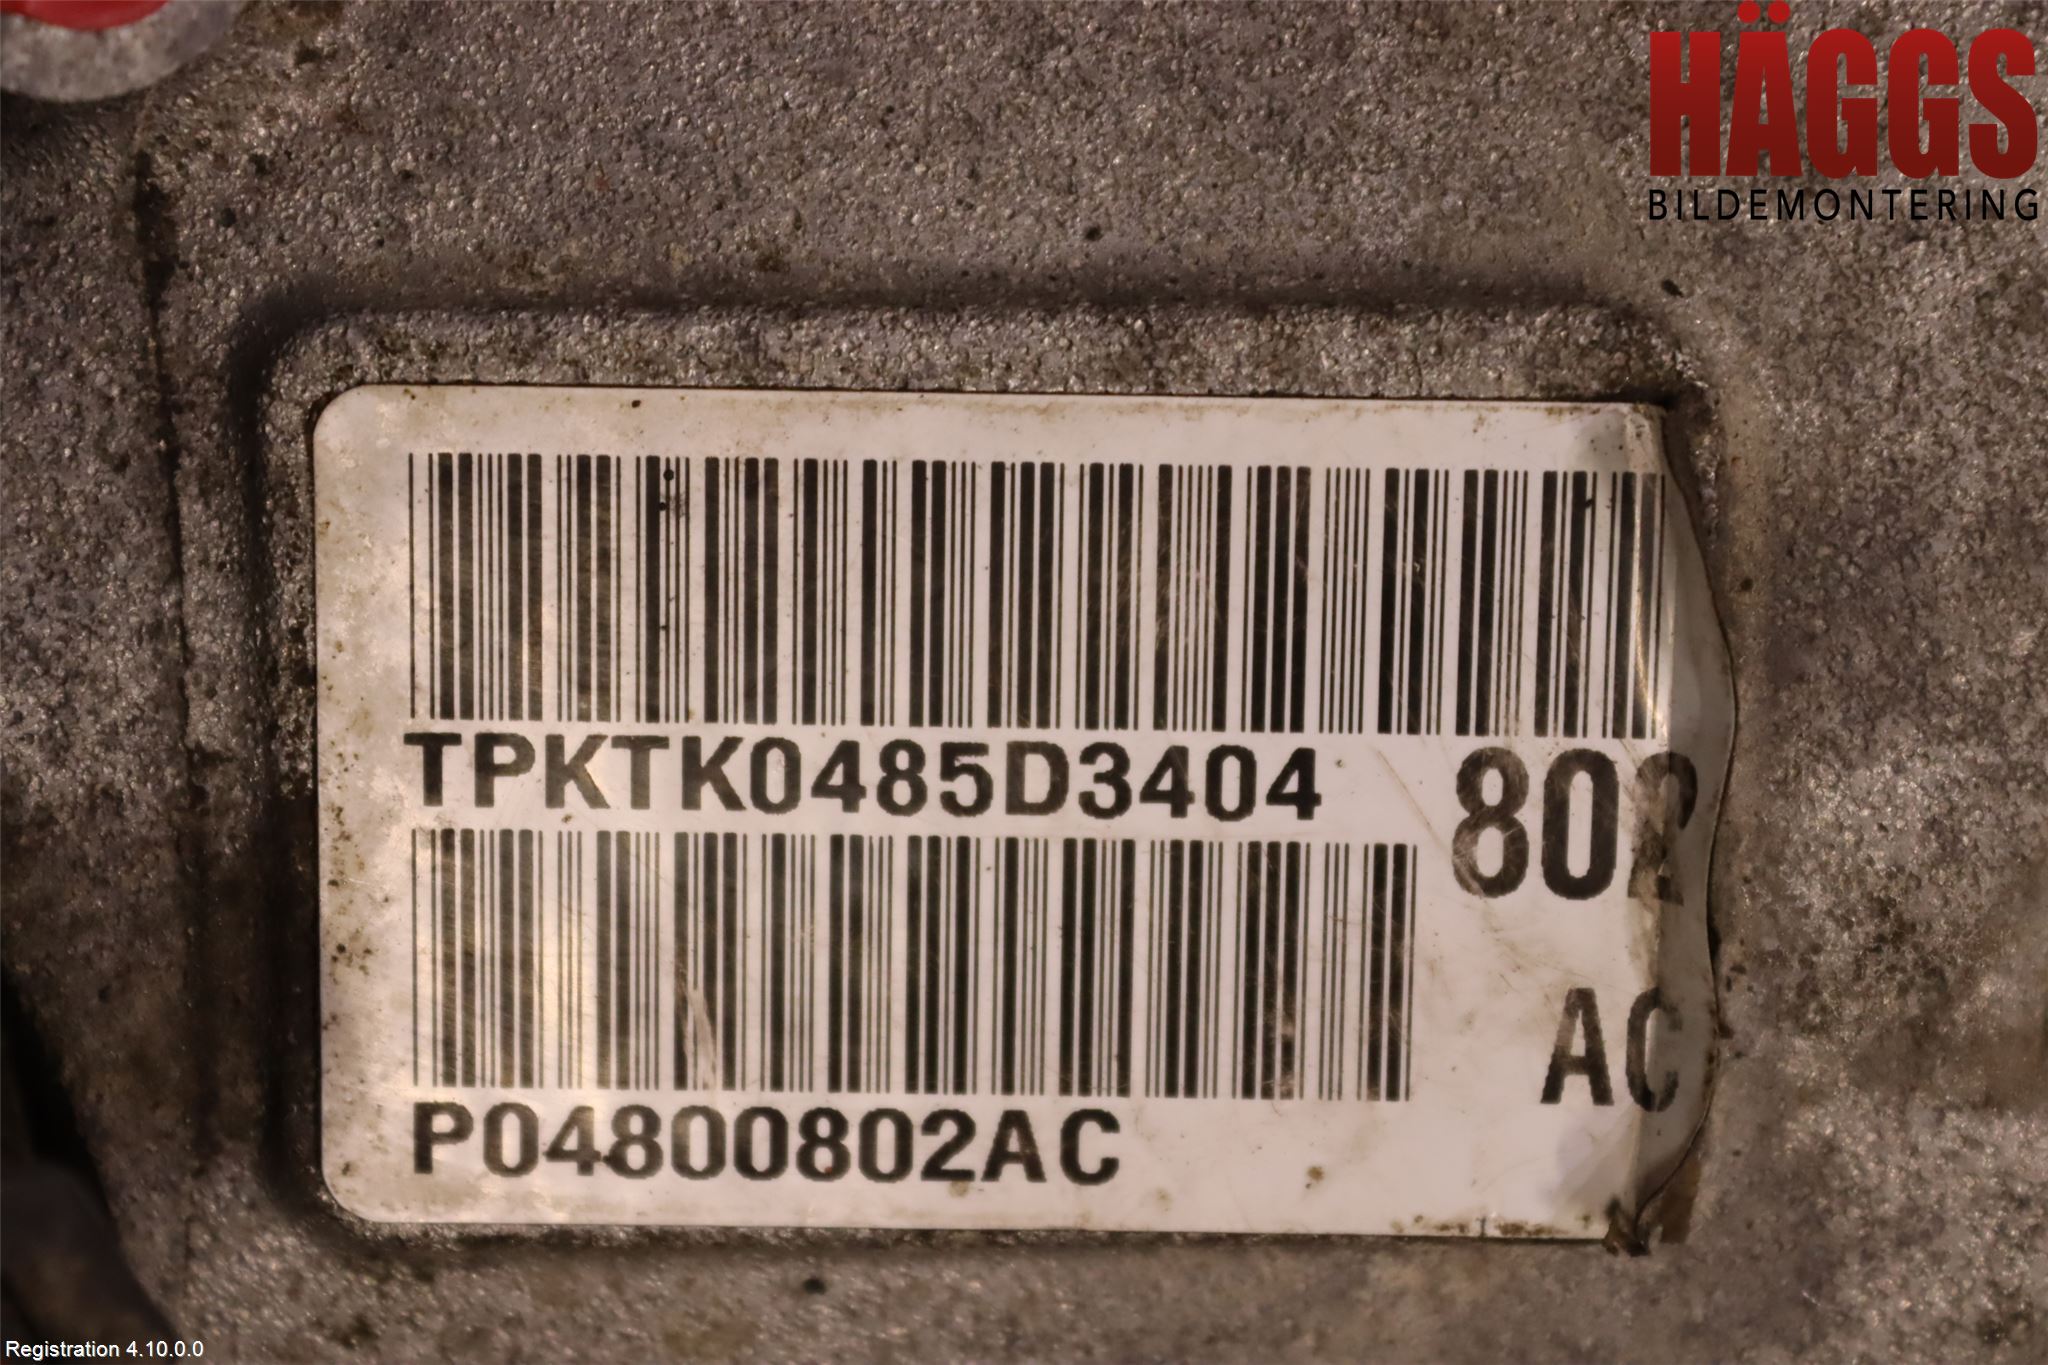 HÄGGS
BILDEMONTERING
TPKTK0485D3404
802
AC
P04800802AC
Registration 4.10.0.0